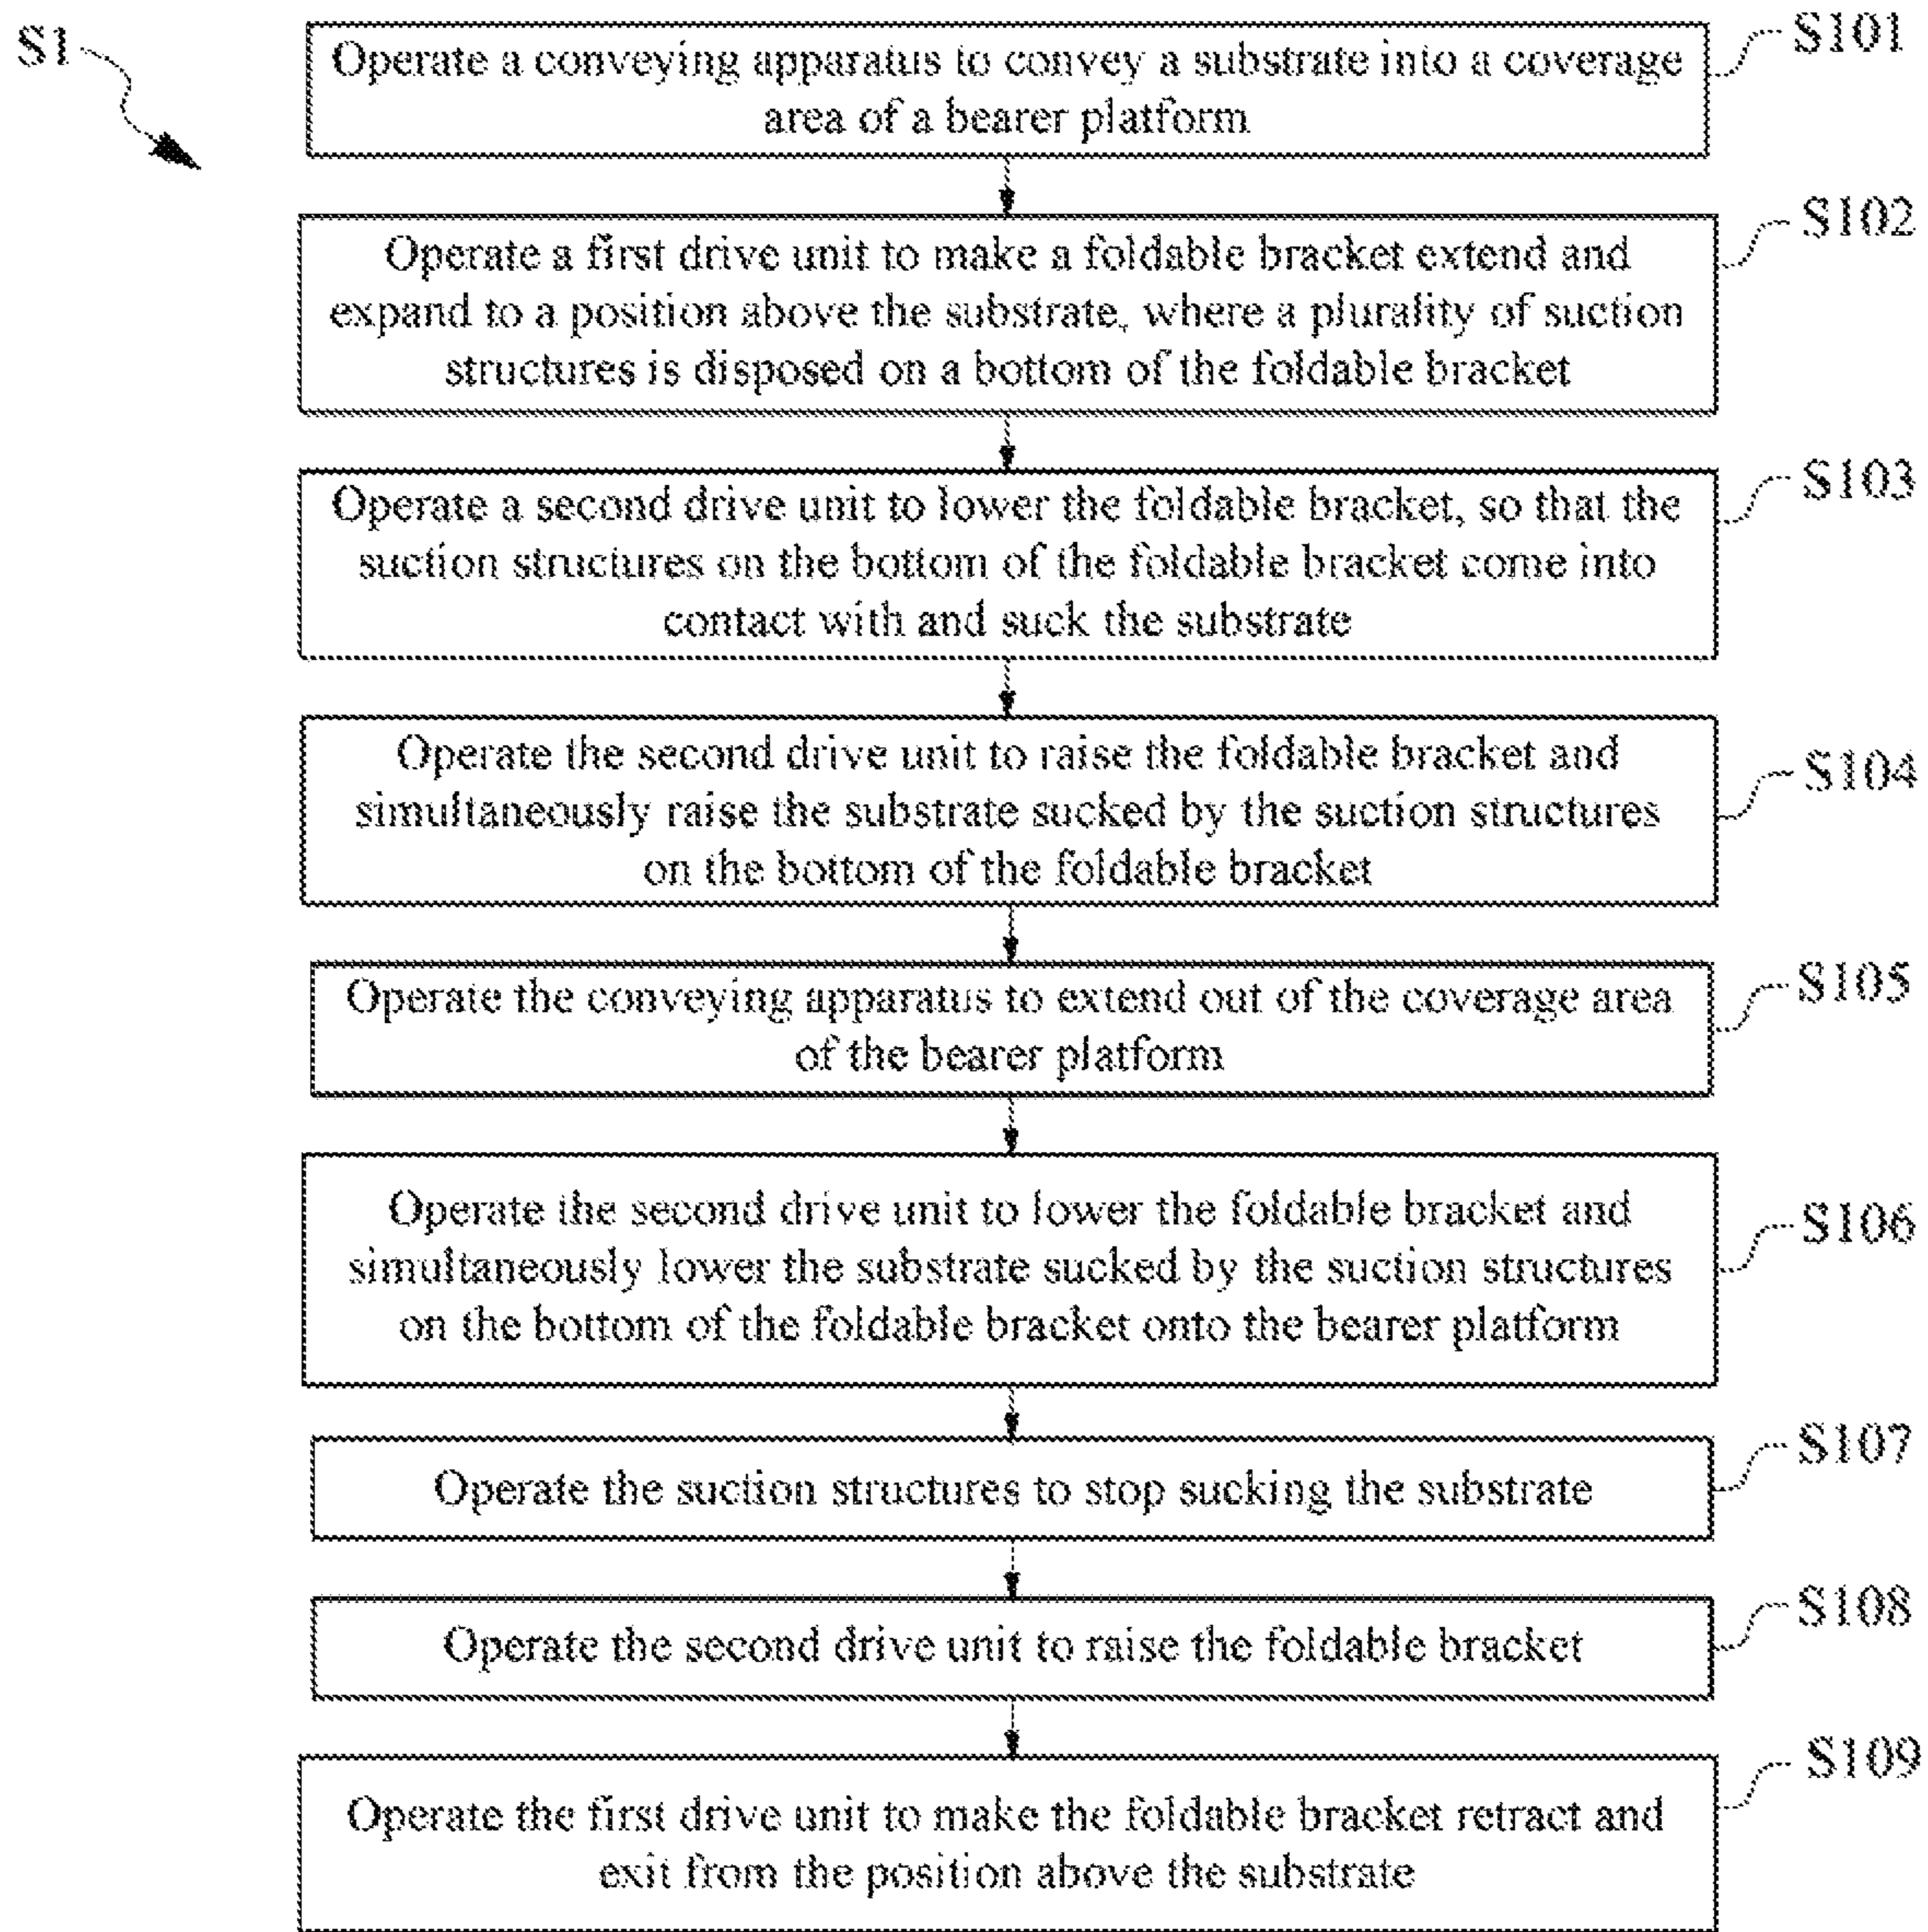 S1
Operate a conveying apparatus to convey a substrate into a coverage
area of a bearer platform
S101
Operate a first drive unit to make a foldable bracket extend and
expand to a position above the substrate, where a plurality of suction
structures is disposed on a bottom of the foldable bracket
S102
Operate a second drive unit to lower the foldable bracket, so that the
suction structures on the bottom of the foldable bracket come into
contact with and suck the substrate
S103
Operate the second drive unit to raise the foldable bracket and
simultaneously raise the substrate sucked by the suction structures
on the bottom of the foldable bracket
S104
Operate the conveying apparatus to extend out of the coverage area
of the bearer platform
S105
Operate the second drive unit to lower the foldable bracket and
simultaneously lower the substrate sucked by the suction structures
on the bottom of the foldable bracket onto the bearer platform
S106
Operate the suction structures to stop sucking the substrate
S107
Operate the second drive unit to raise the foldable bracket
S108
Operate the first drive unit to make the foldable bracket retract and
exit from the position above the substrate
S109